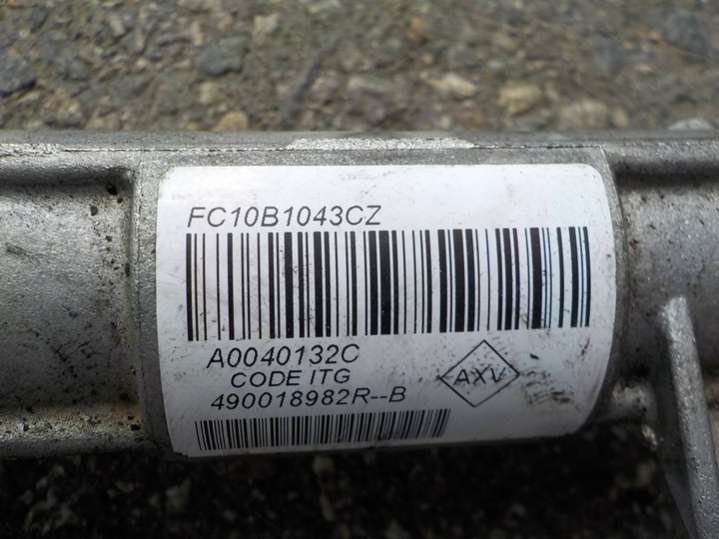 FC10B1043CZ
A0040132C
CODE ITG
AXV
490018982R--B